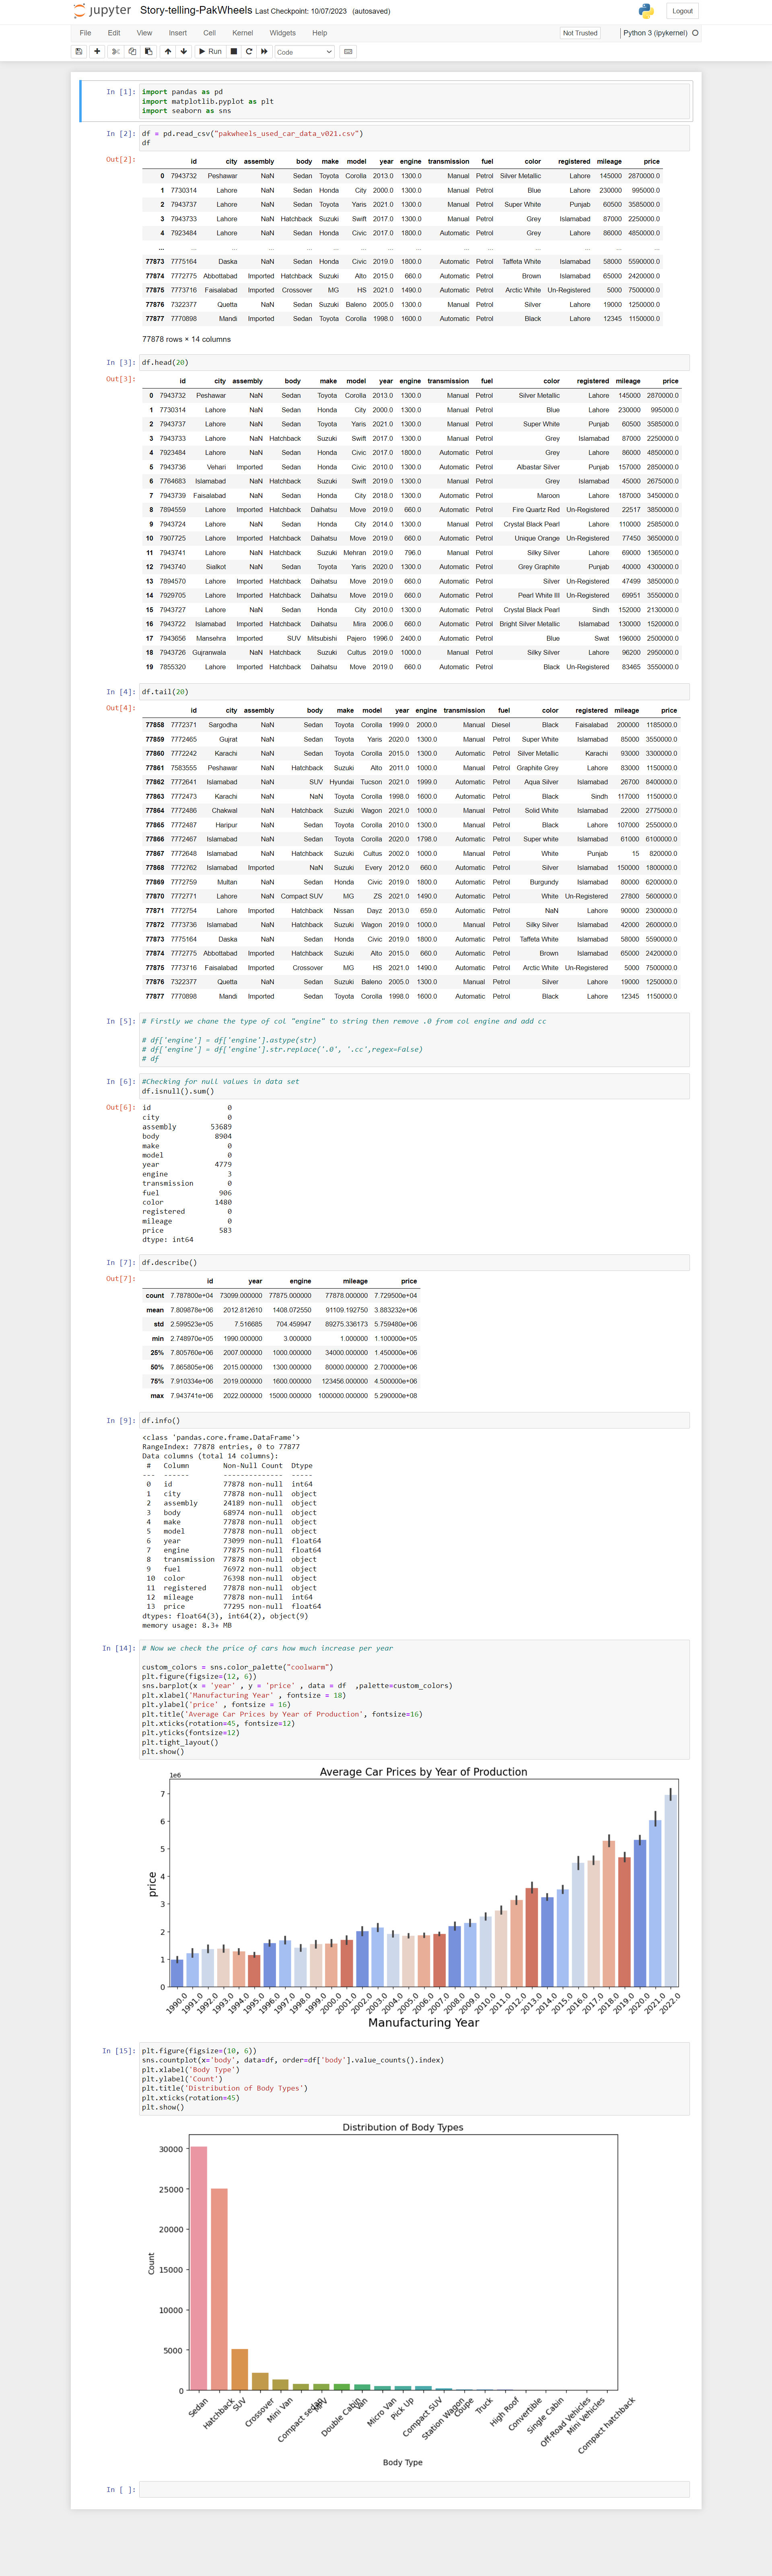 jupyter Story-telling-PakWheels Last Checkpoint: 10/07/2023 (autosaved) Logout
File Edit View Insert Cell Kernel Widgets Help Not Trusted Python 3 (ipykernel)
Run Code
In [1]: import pandas as pd
import matplotlib.pyplot as plt
import seaborn as sns
In [2]: df = pd.read_csv("pakwheels_used_car_data_v021.csv")
df
Out[2]: id city assembly body make model year engine transmission fuel color registered mileage price
0 7943732 Peshawar NaN Sedan Toyota Corolla 2013.0 1300.0 Manual Petrol Silver Metallic Lahore 145000 2870000.0
1 7730314 Lahore NaN Sedan Honda City 2000.0 1300.0 Manual Petrol Blue Lahore 230000 995000.0
2 7943737 Lahore NaN Sedan Toyota Yaris 2021.0 1300.0 Manual Petrol Super White Punjab 60500 3585000.0
3 7943733 Lahore NaN Hatchback Suzuki Swift 2017.0 1300.0 Manual Petrol Grey Islamabad 87000 2250000.0
4 7923484 Lahore NaN Sedan Honda Civic 2017.0 1800.0 Automatic Petrol Grey Lahore 86000 4850000.0
... ... ... ... ... ... ... ... ... ... ... ... ... ... ...
77873 7775164 Daska NaN Sedan Honda Civic 2019.0 1800.0 Automatic Petrol Taffeta White Islamabad 58000 5590000.0
77874 7772775 Abbottabad Imported Hatchback Suzuki Alto 2015.0 660.0 Automatic Petrol Brown Islamabad 65000 2420000.0
77875 7773716 Faisalabad Imported Crossover MG HS 2021.0 1490.0 Automatic Petrol Arctic White Un-Registered 5000 7500000.0
77876 7322377 Quetta NaN Sedan Suzuki Baleno 2005.0 1300.0 Manual Petrol Silver Lahore 19000 1250000.0
77877 7770898 Mandi Imported Sedan Toyota Corolla 1998.0 1600.0 Automatic Petrol Black Lahore 12345 1150000.0
77878 rows × 14 columns
In [3]: df.head(20)
Out[3]: id city assembly body make model year engine transmission fuel color registered mileage price
0 7943732 Peshawar NaN Sedan Toyota Corolla 2013.0 1300.0 Manual Petrol Silver Metallic Lahore 145000 2870000.0
1 7730314 Lahore NaN Sedan Honda City 2000.0 1300.0 Manual Petrol Blue Lahore 230000 995000.0
2 7943737 Lahore NaN Sedan Toyota Yaris 2021.0 1300.0 Manual Petrol Super White Punjab 60500 3585000.0
3 7943733 Lahore NaN Hatchback Suzuki Swift 2017.0 1300.0 Manual Petrol Grey Islamabad 87000 2250000.0
4 7923484 Lahore NaN Sedan Honda Civic 2017.0 1800.0 Automatic Petrol Grey Lahore 86000 4850000.0
5 7943736 Vehari Imported Sedan Honda Civic 2010.0 1300.0 Automatic Petrol Albastar Silver Punjab 157000 2850000.0
6 7764683 Islamabad NaN Hatchback Suzuki Swift 2019.0 1300.0 Manual Petrol Grey Islamabad 45000 2675000.0
7 7943739 Faisalabad NaN Sedan Honda City 2018.0 1300.0 Automatic Petrol Maroon Lahore 187000 3450000.0
8 7894559 Lahore Imported Hatchback Daihatsu Move 2019.0 660.0 Automatic Petrol Fire Quartz Red Un-Registered 22517 3850000.0
9 7943724 Lahore NaN Sedan Honda City 2014.0 1300.0 Manual Petrol Crystal Black Pearl Lahore 110000 2585000.0
10 7907725 Lahore Imported Hatchback Daihatsu Move 2019.0 660.0 Automatic Petrol Unique Orange Un-Registered 77450 3650000.0
11 7943741 Lahore NaN Hatchback Suzuki Mehran 2019.0 796.0 Manual Petrol Silky Silver Lahore 69000 1365000.0
12 7943740 Sialkot NaN Sedan Toyota Yaris 2020.0 1300.0 Automatic Petrol Grey Graphite Punjab 40000 4300000.0
13 7894570 Lahore Imported Hatchback Daihatsu Move 2019.0 660.0 Automatic Petrol Silver Un-Registered 47499 3850000.0
14 7929705 Lahore Imported Hatchback Daihatsu Move 2019.0 660.0 Automatic Petrol Pearl White III Un-Registered 69951 3550000.0
15 7943727 Lahore NaN Sedan Honda City 2010.0 1300.0 Automatic Petrol Crystal Black Pearl Sindh 152000 2130000.0
16 7943722 Islamabad Imported Hatchback Daihatsu Mira 2006.0 660.0 Automatic Petrol Bright Silver Metallic Islamabad 130000 1520000.0
17 7943656 Mansehra Imported SUV Mitsubishi Pajero 1996.0 2400.0 Automatic Petrol Blue Swat 196000 2500000.0
18 7943726 Gujranwala NaN Hatchback Suzuki Cultus 2019.0 1000.0 Manual Petrol Silky Silver Lahore 96200 2950000.0
19 7855320 Lahore Imported Hatchback Daihatsu Move 2019.0 660.0 Automatic Petrol Black Un-Registered 83465 3550000.0
In [4]: df.tail(20)
Out[4]: id city assembly body make model year engine transmission fuel color registered mileage price
77858 7772371 Sargodha NaN Sedan Toyota Corolla 1999.0 2000.0 Manual Diesel Black Faisalabad 200000 1185000.0
77859 7772465 Gujrat NaN Sedan Toyota Yaris 2020.0 1300.0 Manual Petrol Super White Islamabad 85000 3550000.0
77860 7772242 Karachi NaN Sedan Toyota Corolla 2015.0 1300.0 Automatic Petrol Silver Metallic Karachi 93000 3300000.0
77861 7583555 Peshawar NaN Hatchback Suzuki Alto 2011.0 1000.0 Manual Petrol Graphite Grey Lahore 83000 1150000.0
77862 7772641 Islamabad NaN SUV Hyundai Tucson 2021.0 1999.0 Automatic Petrol Aqua Silver Islamabad 26700 8400000.0
77863 7772473 Karachi NaN NaN Toyota Corolla 1998.0 1600.0 Automatic Petrol Black Sindh 117000 1150000.0
77864 7772486 Chakwal NaN Hatchback Suzuki Wagon 2021.0 1000.0 Manual Petrol Solid White Islamabad 22000 2775000.0
77865 7772487 Haripur NaN Sedan Toyota Corolla 2010.0 1300.0 Manual Petrol Black Lahore 107000 2550000.0
77866 7772467 Islamabad NaN Sedan Toyota Corolla 2020.0 1798.0 Automatic Petrol Super white Islamabad 61000 6100000.0
77867 7772648 Islamabad NaN Hatchback Suzuki Cultus 2002.0 1000.0 Manual Petrol White Punjab 15 820000.0
77868 7772762 Islamabad Imported NaN Suzuki Every 2012.0 660.0 Automatic Petrol Silver Islamabad 150000 1800000.0
77869 7772759 Multan NaN Sedan Honda Civic 2019.0 1800.0 Automatic Petrol Burgundy Islamabad 80000 6200000.0
77870 7772771 Lahore NaN Compact SUV MG ZS 2021.0 1490.0 Automatic Petrol White Un-Registered 27800 5600000.0
77871 7772754 Lahore Imported Hatchback Nissan Dayz 2013.0 659.0 Automatic Petrol NaN Lahore 90000 2300000.0
77872 7773736 Islamabad NaN Hatchback Suzuki Wagon 2019.0 1000.0 Manual Petrol Silky Silver Islamabad 42000 2600000.0
77873 7775164 Daska NaN Sedan Honda Civic 2019.0 1800.0 Automatic Petrol Taffeta White Islamabad 58000 5590000.0
77874 7772775 Abbottabad Imported Hatchback Suzuki Alto 2015.0 660.0 Automatic Petrol Brown Islamabad 65000 2420000.0
77875 7773716 Faisalabad Imported Crossover MG HS 2021.0 1490.0 Automatic Petrol Arctic White Un-Registered 5000 7500000.0
77876 7322377 Quetta NaN Sedan Suzuki Baleno 2005.0 1300.0 Manual Petrol Silver Lahore 19000 1250000.0
77877 7770898 Mandi Imported Sedan Toyota Corolla 1998.0 1600.0 Automatic Petrol Black Lahore 12345 1150000.0
In [5]: # Firstly we chane the type of col "engine" to string then remove .0 from col engine and add cc
# df['engine'] = df['engine'].astype(str)
# df['engine'] = df['engine'].str.replace('.0', '.cc',regex=False)
# df
In [6]: #Checking for null values in data set
df.isnull().sum()
Out[6]: id 0
city 0
assembly 53689
body 8904
make 0
model 0
year 4779
engine 3
transmission 0
fuel 906
color 1480
registered 0
mileage 0
price 583
dtype: int64
In [7]: df.describe()
Out[7]: id year engine mileage price
count 7.787800e+04 73099.000000 77875.000000 77878.000000 7.729500e+04
mean 7.809878e+06 2012.812610 1408.072550 91109.192750 3.883232e+06
std 2.599523e+05 7.516685 704.459947 89275.336173 5.759480e+06
min 2.748970e+05 1990.000000 3.000000 1.000000 1.100000e+05
25% 7.805760e+06 2007.000000 1000.000000 34000.000000 1.450000e+06
50% 7.865805e+06 2015.000000 1300.000000 80000.000000 2.700000e+06
75% 7.910334e+06 2019.000000 1600.000000 123456.000000 4.500000e+06
max 7.943741e+06 2022.000000 15000.000000 1000000.000000 5.290000e+08
In [9]: df.info()
<class 'pandas.core.frame.DataFrame'>
RangeIndex: 77878 entries, 0 to 77877
Data columns (total 14 columns):
# Column Non-Null Count Dtype
--- ------ -------------- -----
0 id 77878 non-null int64
1 city 77878 non-null object
2 assembly 24189 non-null object
3 body 68974 non-null object
4 make 77878 non-null object
5 model 77878 non-null object
6 year 73099 non-null float64
7 engine 77875 non-null float64
8 transmission 77878 non-null object
9 fuel 76972 non-null object
10 color 76398 non-null object
11 registered 77878 non-null object
12 mileage 77878 non-null int64
13 price 77295 non-null float64
dtypes: float64(3), int64(2), object(9)
memory usage: 8.3+ MB
In [14]: # Now we check the price of cars how much increase per year
custom_colors = sns.color_palette("coolwarm")
plt.figure(figsize=(12, 6))
sns.barplot(x = 'year' , y = 'price' , data = df ,palette=custom_colors)
plt.xlabel('Manufacturing Year' , fontsize = 18)
plt.ylabel('price' , fontsize = 16)
plt.title('Average Car Prices by Year of Production', fontsize=16)
plt.xticks(rotation=45, fontsize=12)
plt.yticks(fontsize=12)
plt.tight_layout()
plt.show()
Average Car Prices by Year of Production
1e6
7
6
5
4
3
2
1
0
price
1990.0 1991.0 1992.0 1993.0 1994.0 1995.0 1996.0 1997.0 1998.0 1999.0 2000.0 2001.0 2002.0 2003.0 2004.0 2005.0 2006.0 2007.0 2008.0 2009.0 2010.0 2011.0 2012.0 2013.0 2014.0 2015.0 2016.0 2017.0 2018.0 2019.0 2020.0 2021.0 2022.0
Manufacturing Year
In [15]: plt.figure(figsize=(10, 6))
sns.countplot(x='body', data=df, order=df['body'].value_counts().index)
plt.xlabel('Body Type')
plt.ylabel('Count')
plt.title('Distribution of Body Types')
plt.xticks(rotation=45)
plt.show()
Distribution of Body Types
30000
25000
20000
15000
10000
5000
0
Count
Sedan Hatchback SUV Crossover Mini Van Compact sedan MPV Double Cabin Van Micro Van Pick Up Compact SUV Station Wagon Coupe Truck High Roof Convertible Single Cabin Off-Road Vehicles Mini Vehicles Compact hatchback
Body Type
In [ ]: